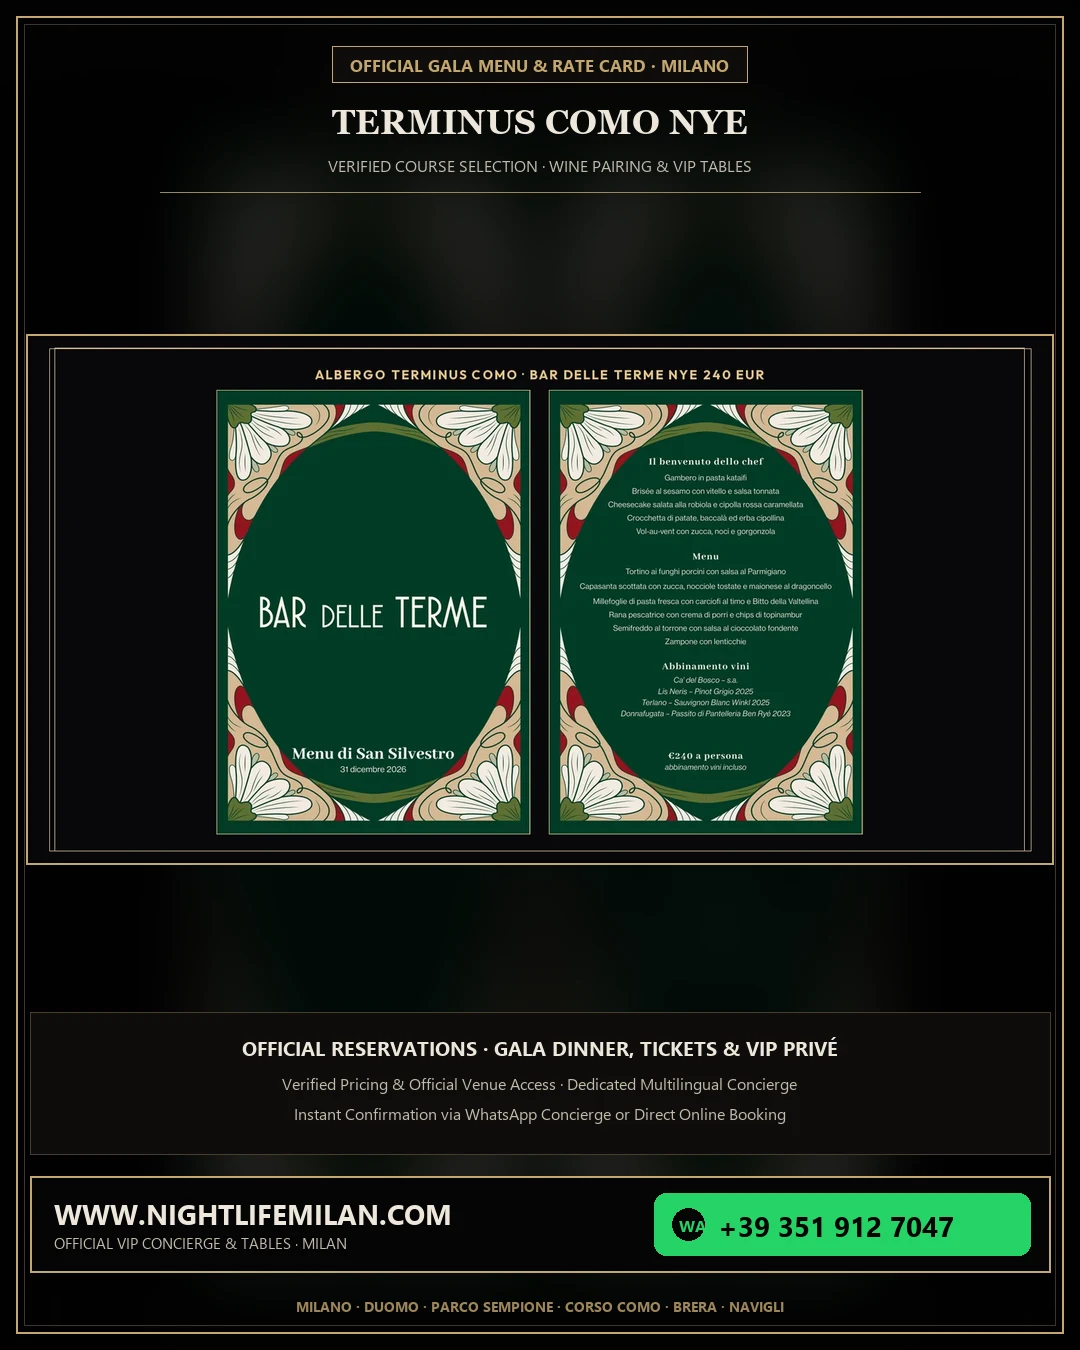 OFFICIAL GALA MENU & RATE CARD · MILANO
TERMINUS COMO NYE
VERIFIED COURSE SELECTION · WINE PAIRING & VIP TABLES
ALBERGO TERMINUS COMO · BAR DELLE TERME NYE 240 EUR
BAR DELLE TERME
Menu di San Silvestro
31 dicembre 2026
Il benvenuto dello chef
Gambero in pasta kataifi
Brisée al sesamo con vitello e salsa tonnata
Cheesecake salata alla robiola e cipolla rossa caramellata
Crocchetta di patate, baccalà ed erba cipollina
Vol-au-vent con zucca, noci e gorgonzola
Menu
Tortino ai funghi porcini con salsa al Parmigiano
Capasanta scottata con zucca, nocciole tostate e maionese al dragoncello
Millefoglie di pasta fresca con carciofi al timo e Bitto della Valtellina
Rana pescatrice con crema di porri e chips di topinambur
Semifreddo al torrone con salsa al cioccolato fondente
Zampone con lenticchie
Abbinamento vini
Ca' del Bosco – s.a.
Lis Neris – Pinot Grigio 2025
Terlano – Sauvignon Blanc Winkl 2025
Donnafugata – Passito di Pantelleria Ben Ryé 2023
€240 a persona
abbinamento vini incluso
OFFICIAL RESERVATIONS · GALA DINNER, TICKETS & VIP PRIVÉ
Verified Pricing & Official Venue Access · Dedicated Multilingual Concierge
Instant Confirmation via WhatsApp Concierge or Direct Online Booking
WWW.NIGHTLIFEMILAN.COM
OFFICIAL VIP CONCIERGE & TABLES · MILAN
WA +39 351 912 7047
MILANO · DUOMO · PARCO SEMPIONE · CORSO COMO · BRERA · NAVIGLI